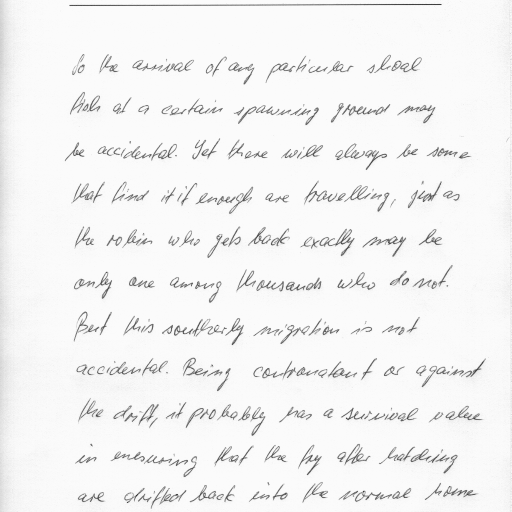 So the arrival of any particular shoal
fish at a certain spawning ground may
be accidental. Yet there will always be some
that find it if enough are travelling, just as
the robin who gets back exactly may be
only one among thousands who do not.
But this southerly migration is not
accidental. Being contranatant or against
the drift, it probably has a survival value
in ensuring that the fry after hatching
are drifted back into the normal home